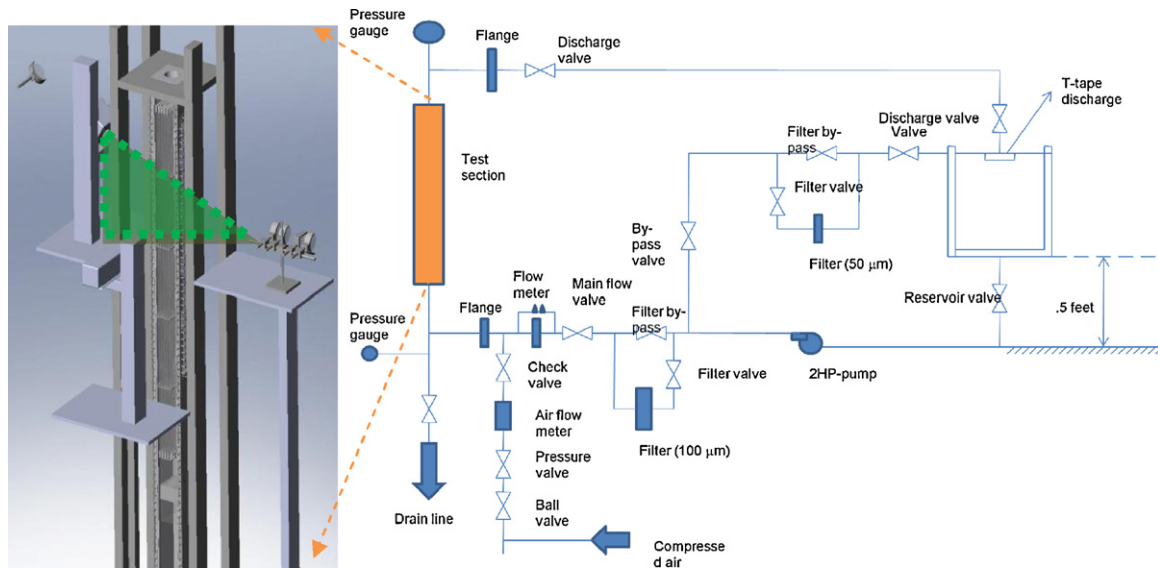 Pressure
gauge
Flange
Discharge
valve
T-tape
discharge
Discharge valve
Valve
Filter by-
pass
Filter valve
Test
section
By-
pass valve
Filter (50 μm)
Flow
meter
Main flow
valve
Reservoir valve
.5 feet
Flange
Filter by-
pass
Pressure
gauge
Check
valve
Filter valve
2HP-pump
Air flow
meter
Filter (100 μm)
Pressure
valve
Ball
valve
Drain line
Compresse
d air